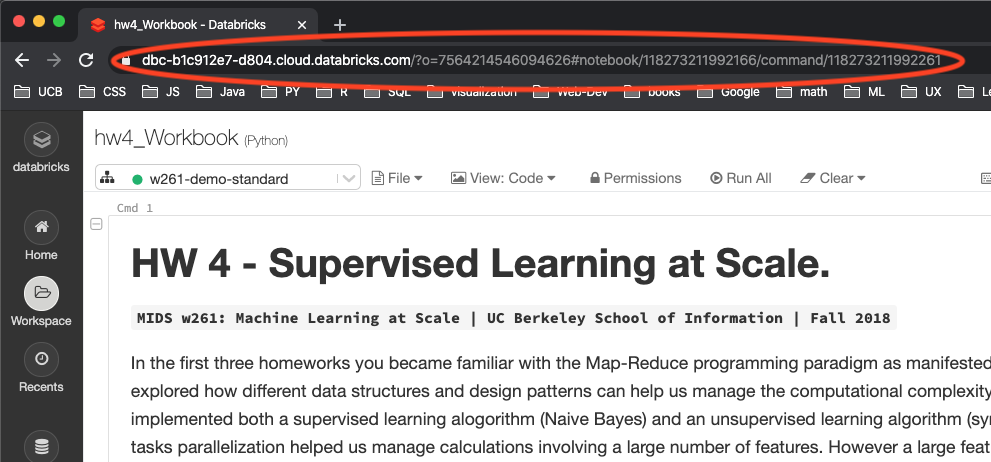 hw4_Workbook - Databricks
dbc-b1c912e7-d804.cloud.databricks.com/?o=7564214546094626#notebook/118273211992166/command/118273211992261
UCB CSS JS Java PY R SQL Visualization Web-Dev books Google math ML UX
databricks
Home
Workspace
Recents
hw4_Workbook (Python)
w261-demo-standard File View: Code Permissions Run All Clear
Cmd 1
HW 4 - Supervised Learning at Scale.
MIDS w261: Machine Learning at Scale | UC Berkeley School of Information | Fall 2018
In the first three homeworks you became familiar with the Map-Reduce programming paradigm as manifested
explored how different data structures and design patterns can help us manage the computational complexity
implemented both a supervised learning alogorithm (Naive Bayes) and an unsupervised learning algorithm
tasks parallelization helped us manage calculations involving a large number of features. However a large